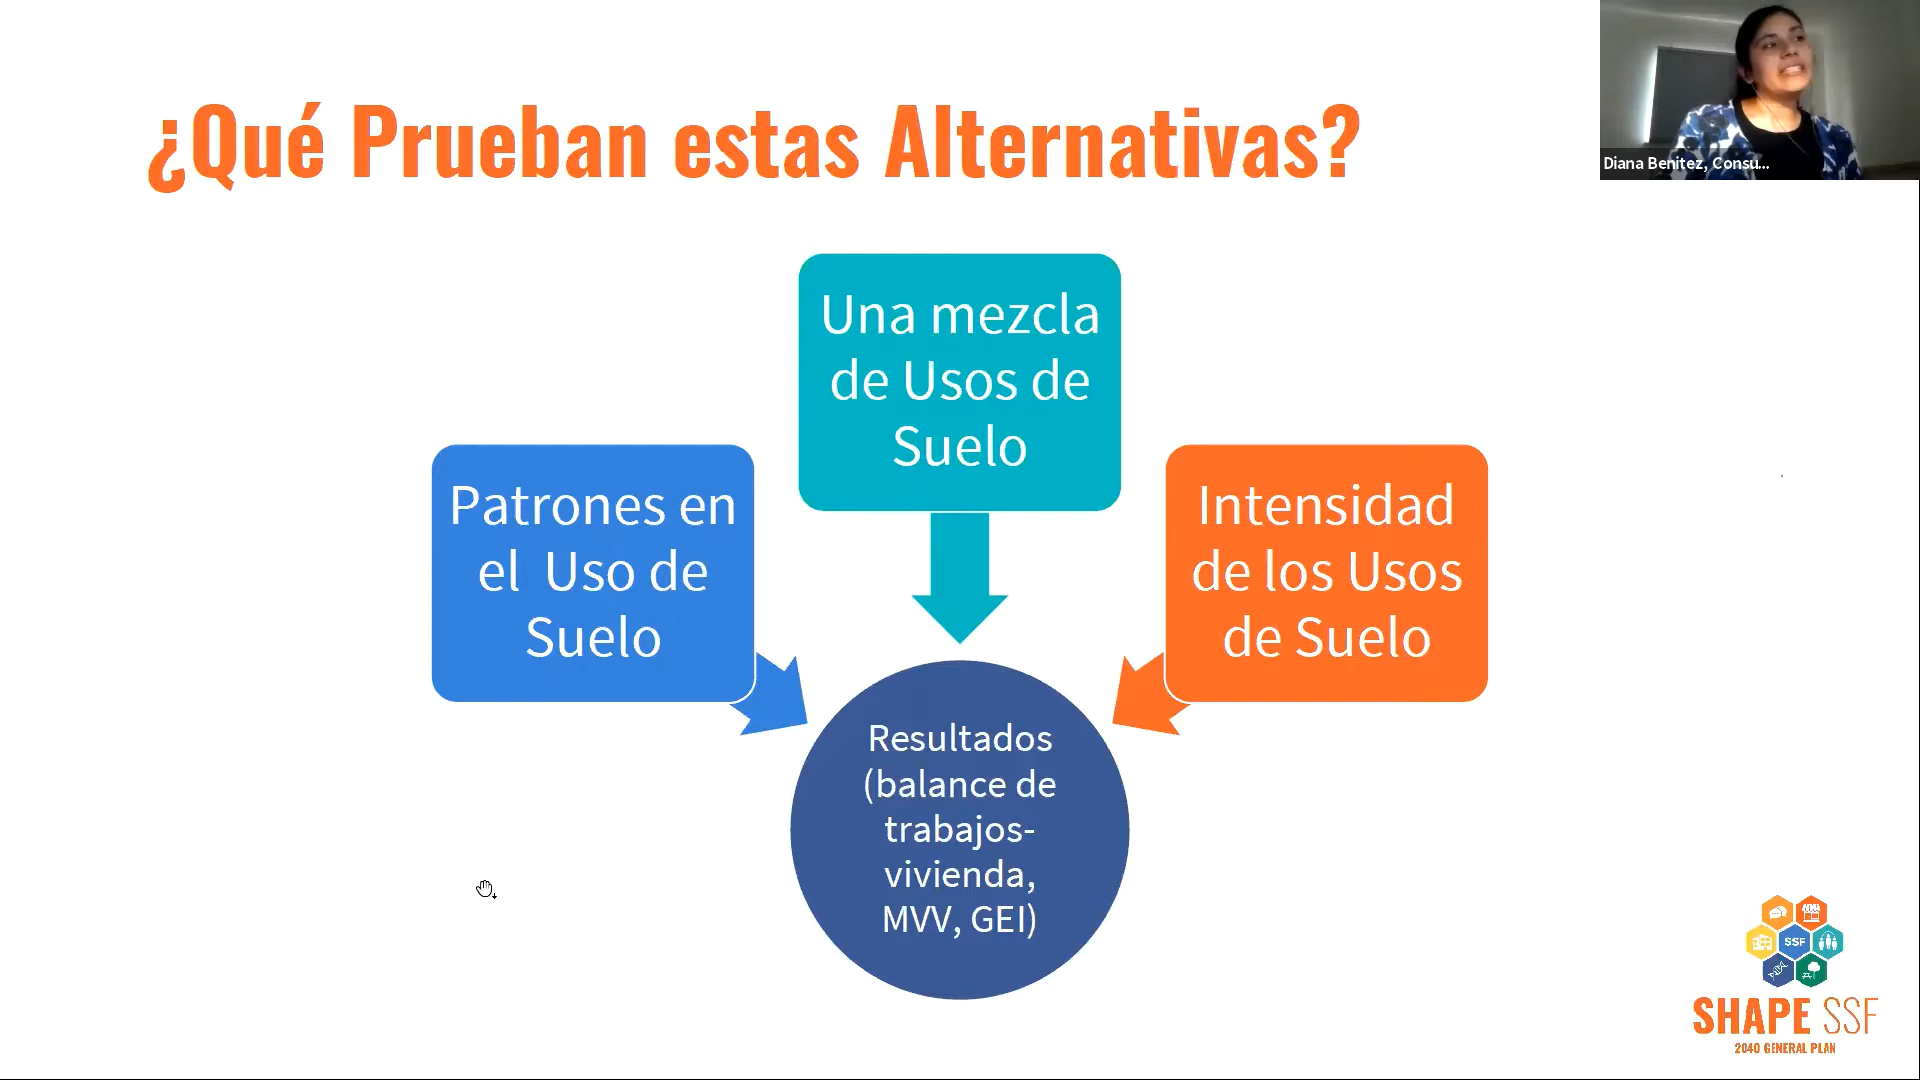 ¿Qué Prueban estas Alternativas?
Diana Benitez, Consu...
Una mezcla
de Usos de
Suelo
Patrones en
el Uso de
Suelo
Intensidad
de los Usos
de Suelo
Resultados
(balance de
trabajos-
vivienda,
MVV, GEI)
SSF
SHAPE SSF
2040 GENERAL PLAN